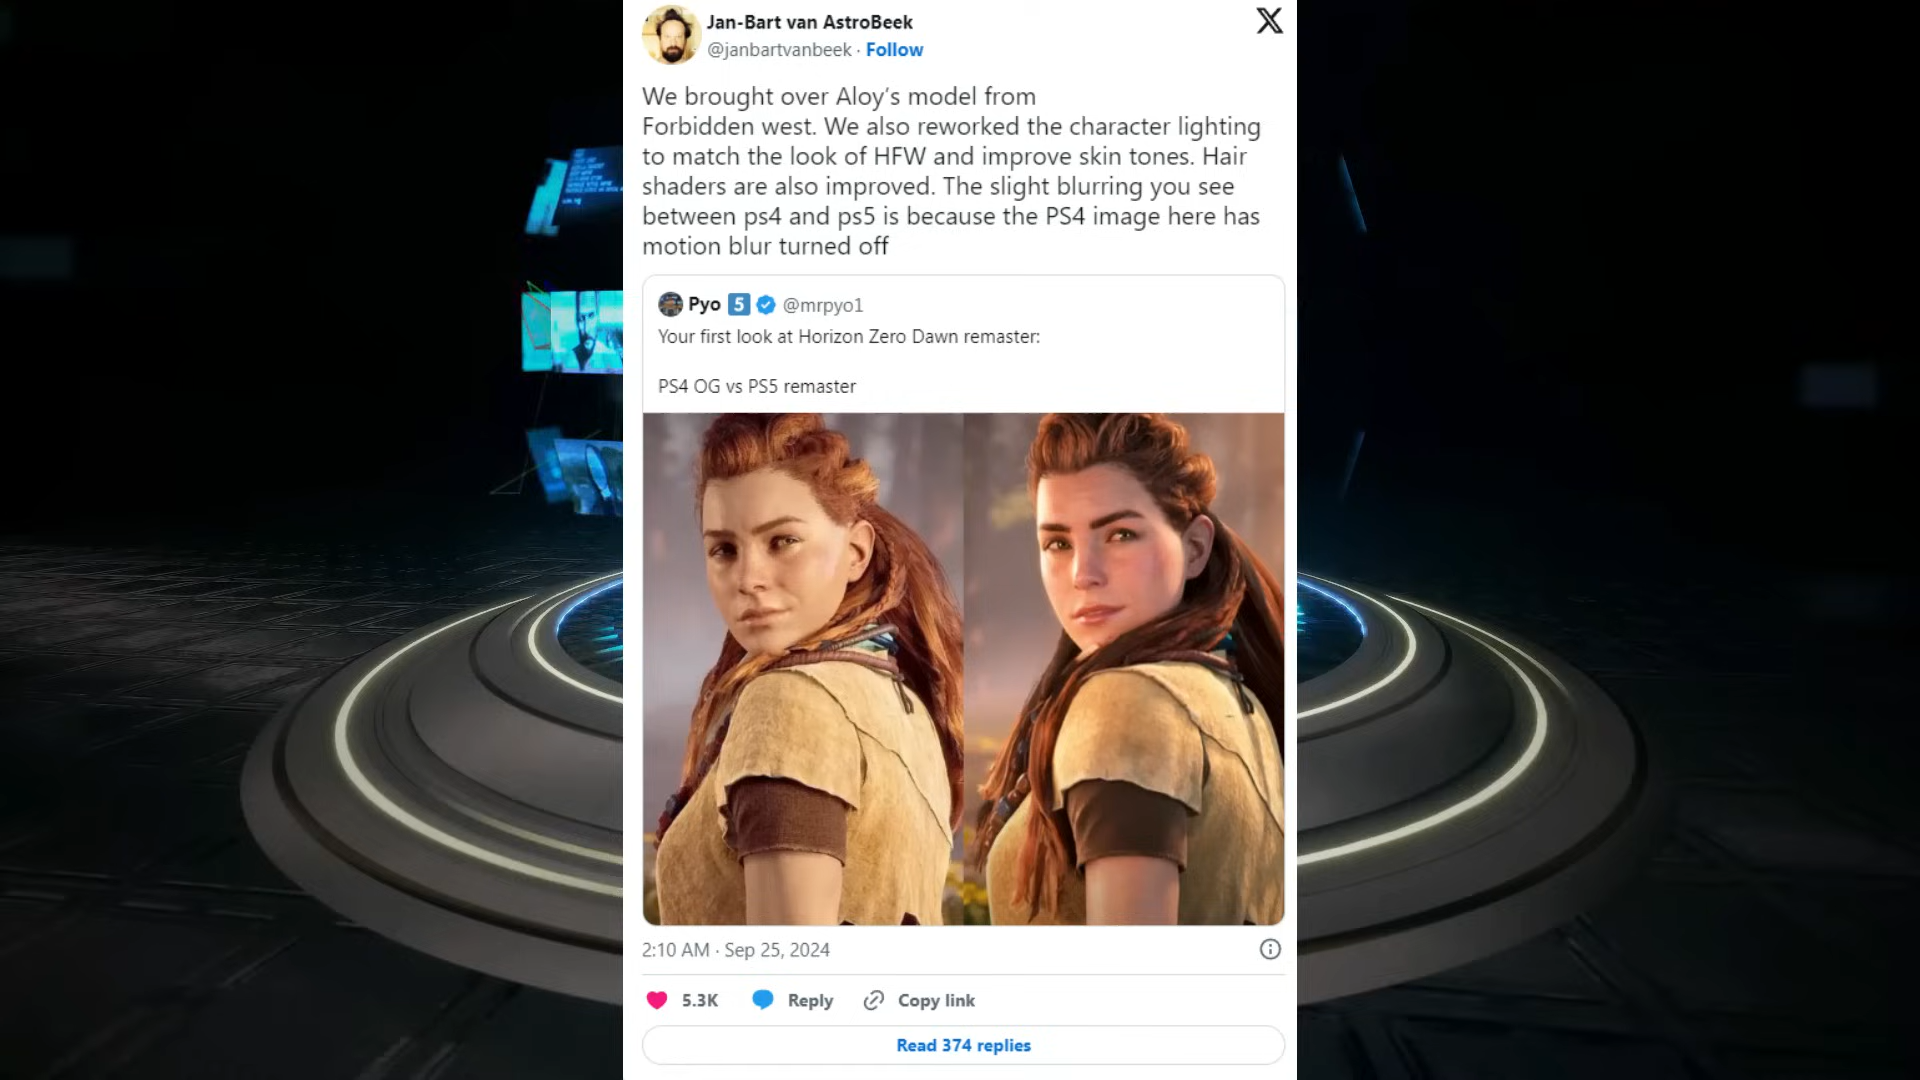 Jan-Bart van AstroBeek
@janbartvanbeek · Follow
We brought over Aloy’s model from
Forbidden west. We also reworked the character lighting
to match the look of HFW and improve skin tones. Hair
shaders are also improved. The slight blurring you see
between ps4 and ps5 is because the PS4 image here has
motion blur turned off
Pyo 5 @mrpyo1
Your first look at Horizon Zero Dawn remaster:
PS4 OG vs PS5 remaster
2:10 AM · Sep 25, 2024
5.3K Reply Copy link
Read 374 replies